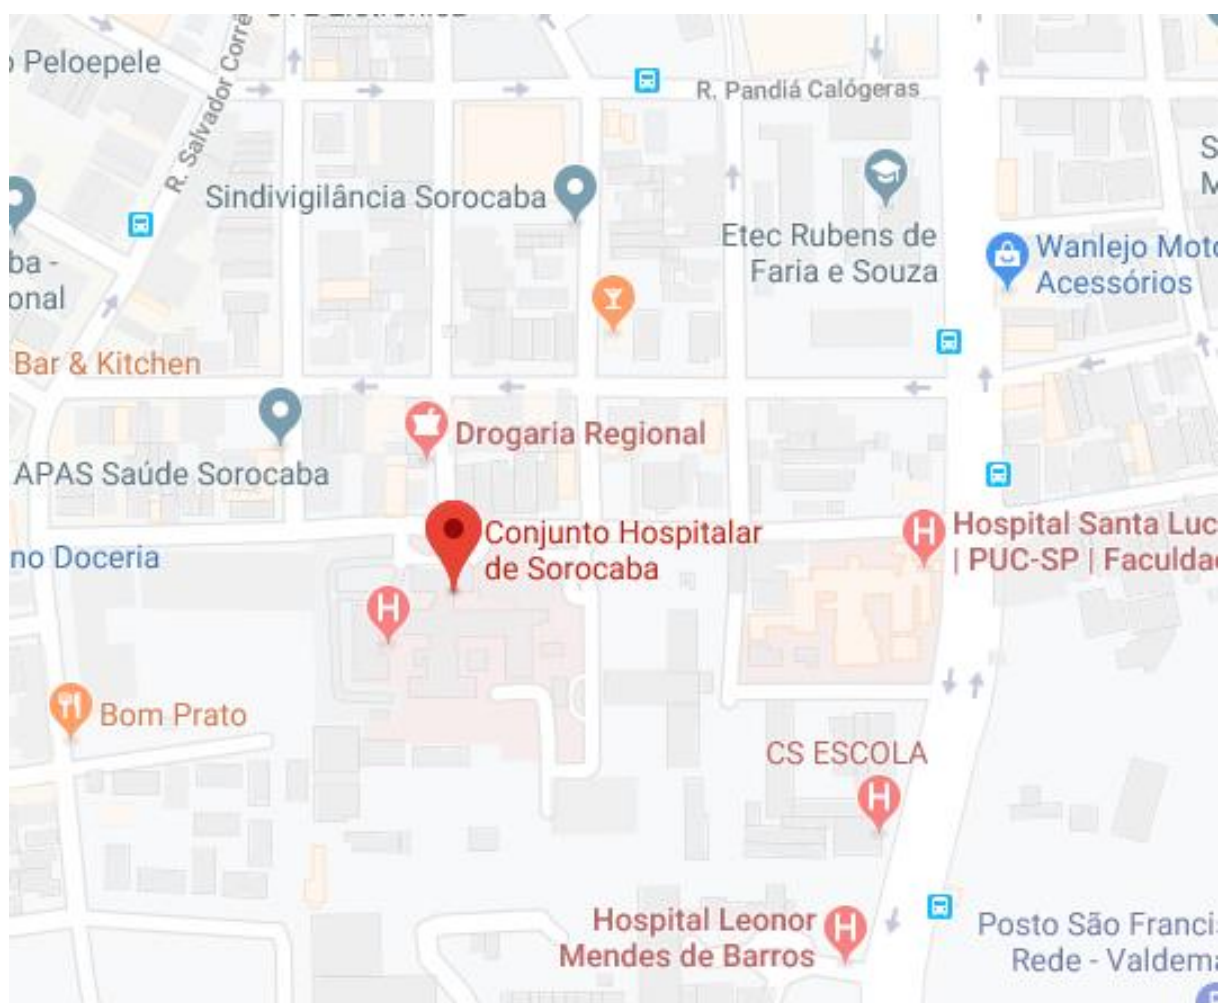 Peloepele
R. Salvador Corrê
R. Pandiá Calógeras
Sindivigilância Sorocaba
Etec Rubens de
Faria e Souza
Wanlejo Moto
Acessórios
ba -
onal
Bar & Kitchen
Drogaria Regional
APAS Saúde Sorocaba
Conjunto Hospitalar
de Sorocaba
Hospital Santa Luc
| PUC-SP | Faculdad
no Doceria
H
H
Bom Prato
CS ESCOLA
H
Hospital Leonor
Mendes de Barros
H
Posto São Franci
Rede - Valdema